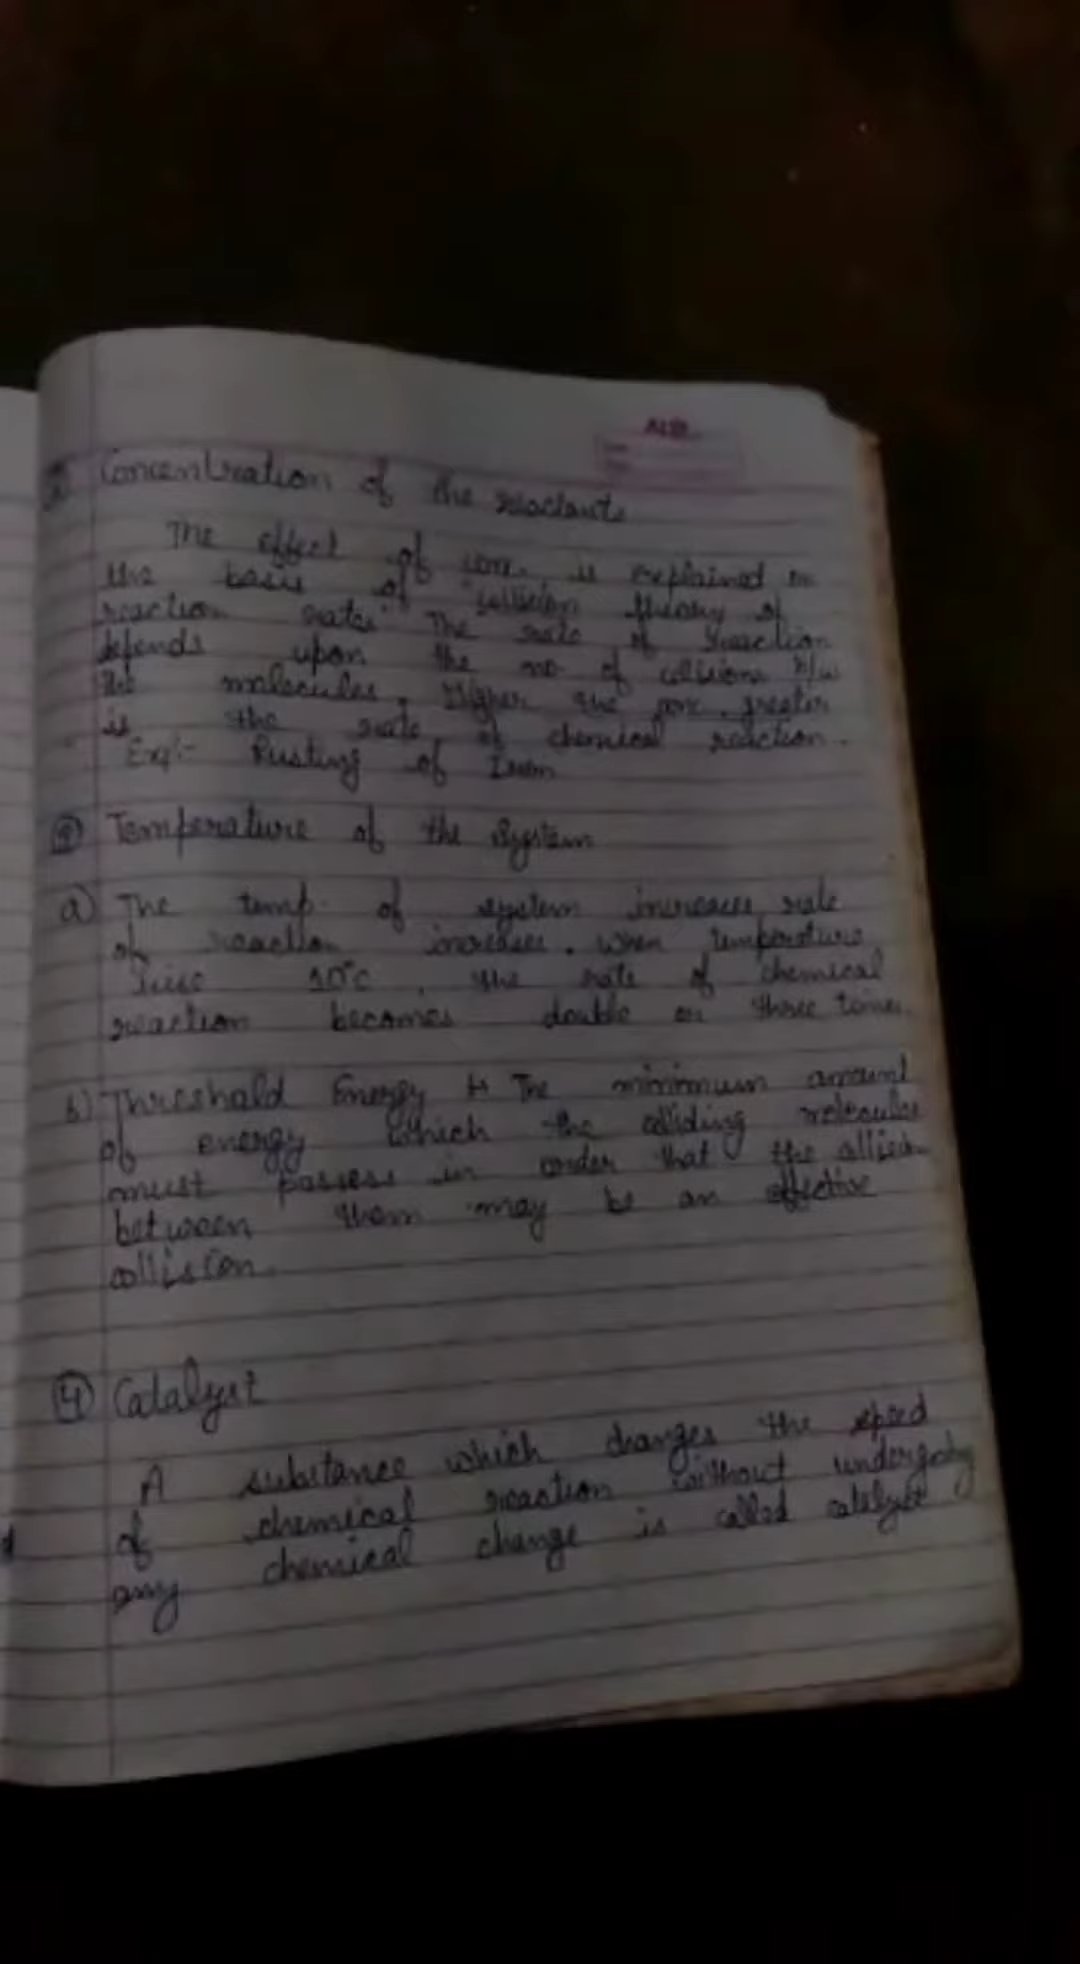 Concentration of the reactants
The effect of conc. is explained on
the basis of "collision theory of
reaction rates" The rate of reaction
depends upon the no. of collisions b/w
the molecules. Higher the conc. greater
is the rate of chemical reaction.
Exp:- Rusting of Iron
③ Temperature of the System
a) The temp. of system increases rate
of reaction increases. When temperature
rise 10°C, the rate of chemical
reaction becomes double or three times.
b) Threshold Energy :- The minimum amount
of energy which the colliding molecules
must possess in order that the collision
between them may be an effective
collision.
④ Catalyst
A substance which changes the speed
of chemical reaction without undergoing
any chemical change is called catalyst